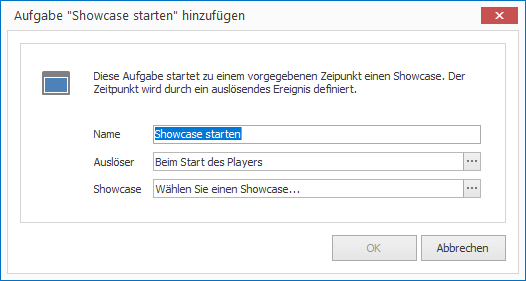 Aufgabe "Showcase starten" hinzufügen
Diese Aufgabe startet zu einem vorgegebenen Zeipunkt einen Showcase. Der
Zeitpunkt wird durch ein auslösendes Ereignis definiert.
Name Showcase starten
Auslöser Beim Start des Players ...
Showcase Wählen Sie einen Showcase... ...
OK Abbrechen